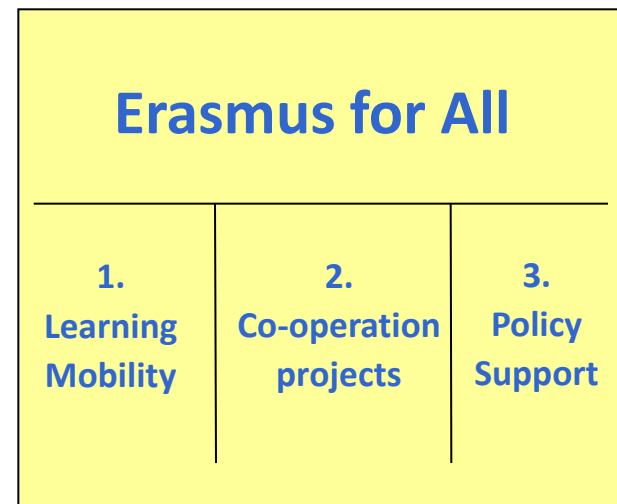 Erasmus for All
1.
Learning
Mobility
2.
Co-operation
projects
3.
Policy
Support